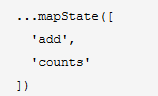 ...mapState([
  'add',
  'counts'
])